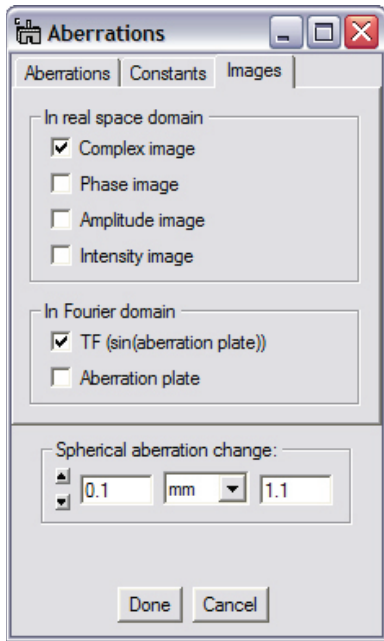 Aberrations
Aberrations Constants Images
In real space domain
Complex image
Phase image
Amplitude image
Intensity image
In Fourier domain
TF (sin(aberration plate))
Aberration plate
Spherical aberration change:
0.1 mm 1.1
Done Cancel